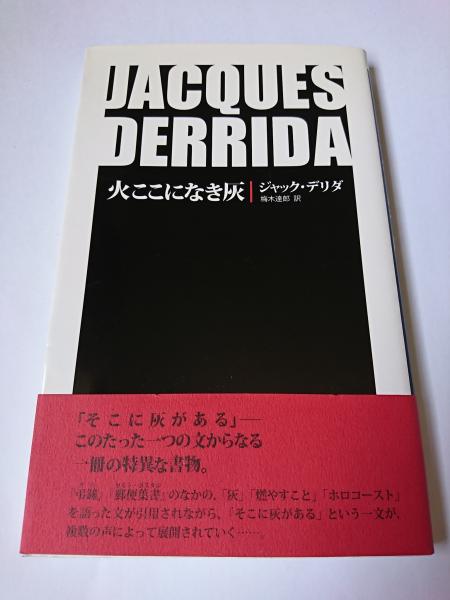 JACQUES
DERRIDA
火ここになき灰
ジャック・デリダ
梅木達郎 訳
「そこに灰がある」──
このたった一つの文からなる
一冊の特異な書物。
『弔鐘』『郵便葉書』のなかの、「灰」「燃やすこと」「ホロコースト」
を語った文が引用されながら、「そこに灰がある」という一文が、
複数の声によって展開されていく……。